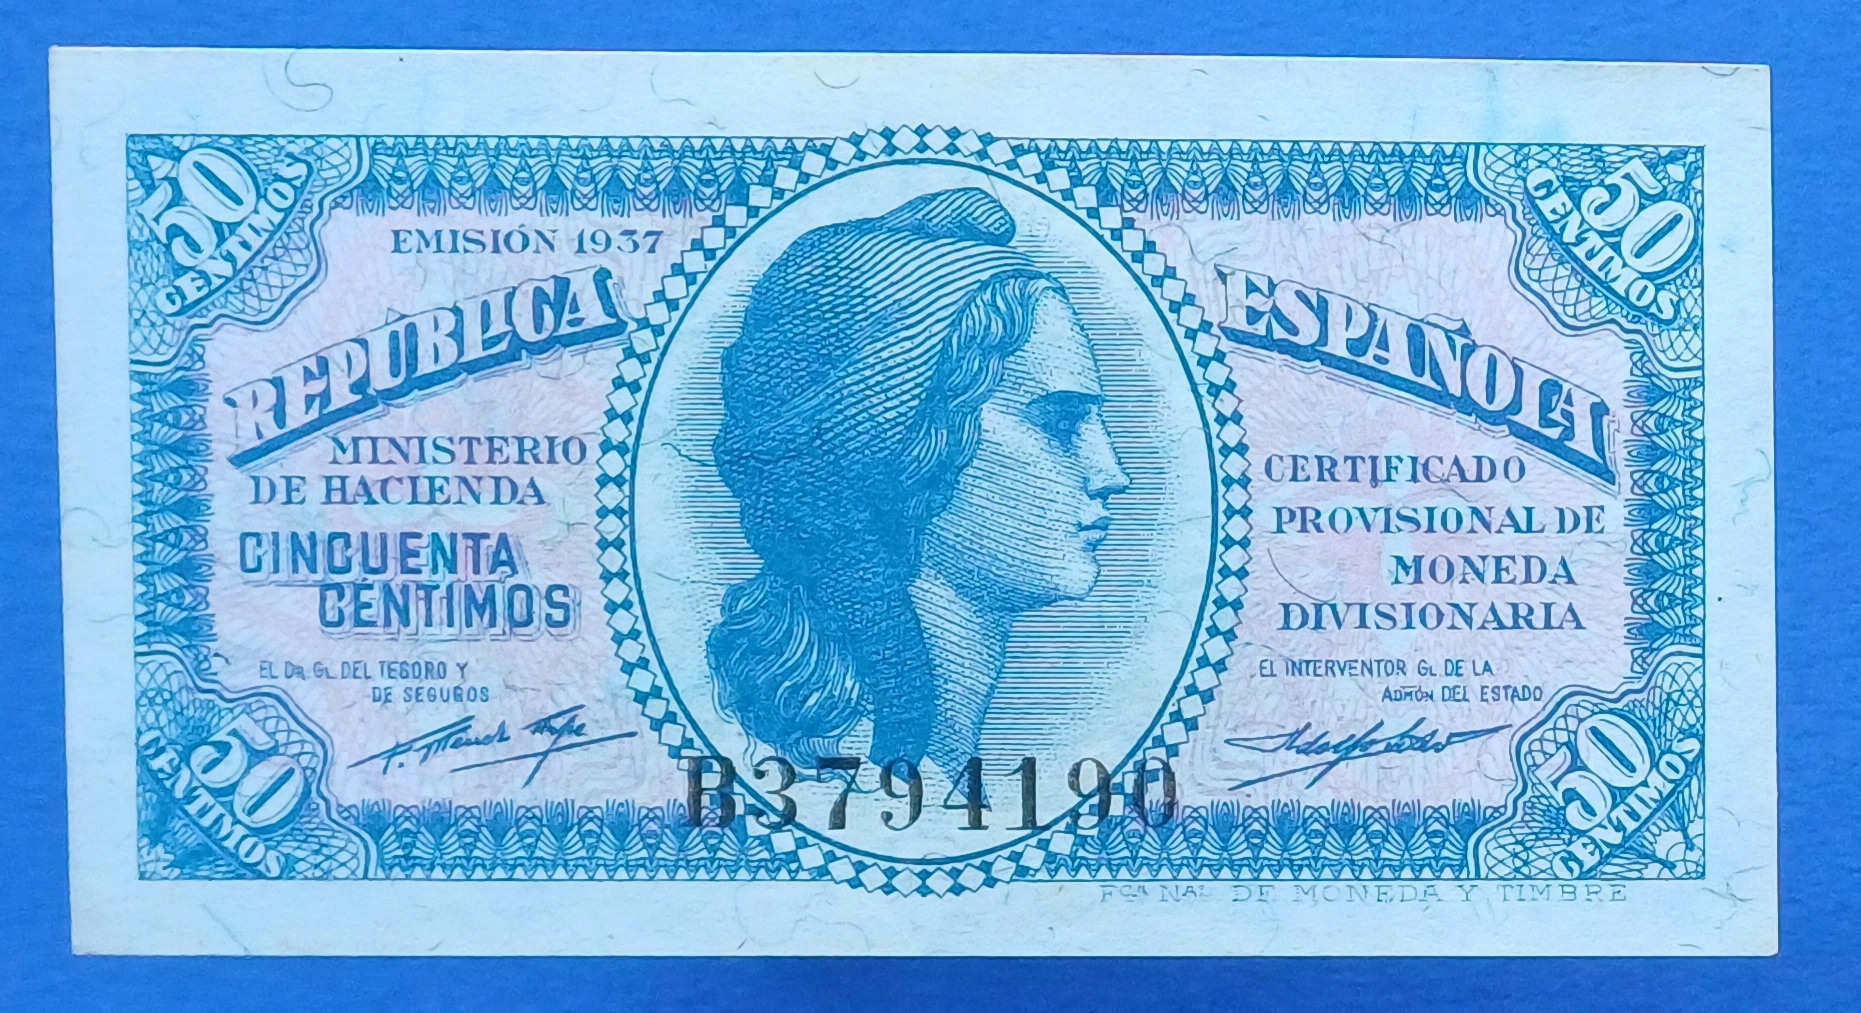 50
CENTIMOS
50
CENTIMOS
EMISIÓN 1937
REPÚBLICA
ESPAÑOLA
MINISTERIO
DE HACIENDA
CINCUENTA
CÉNTIMOS
CERTIFICADO
PROVISIONAL DE
MONEDA
DIVISIONARIA
EL DR. GL. DEL TESORO Y
DE SEGUROS
EL INTERVENTOR GL. DE LA
ADMÓN DEL ESTADO
B3794190
50
CENTIMOS
50
CENTIMOS
FCA NAL DE MONEDA Y TIMBRE